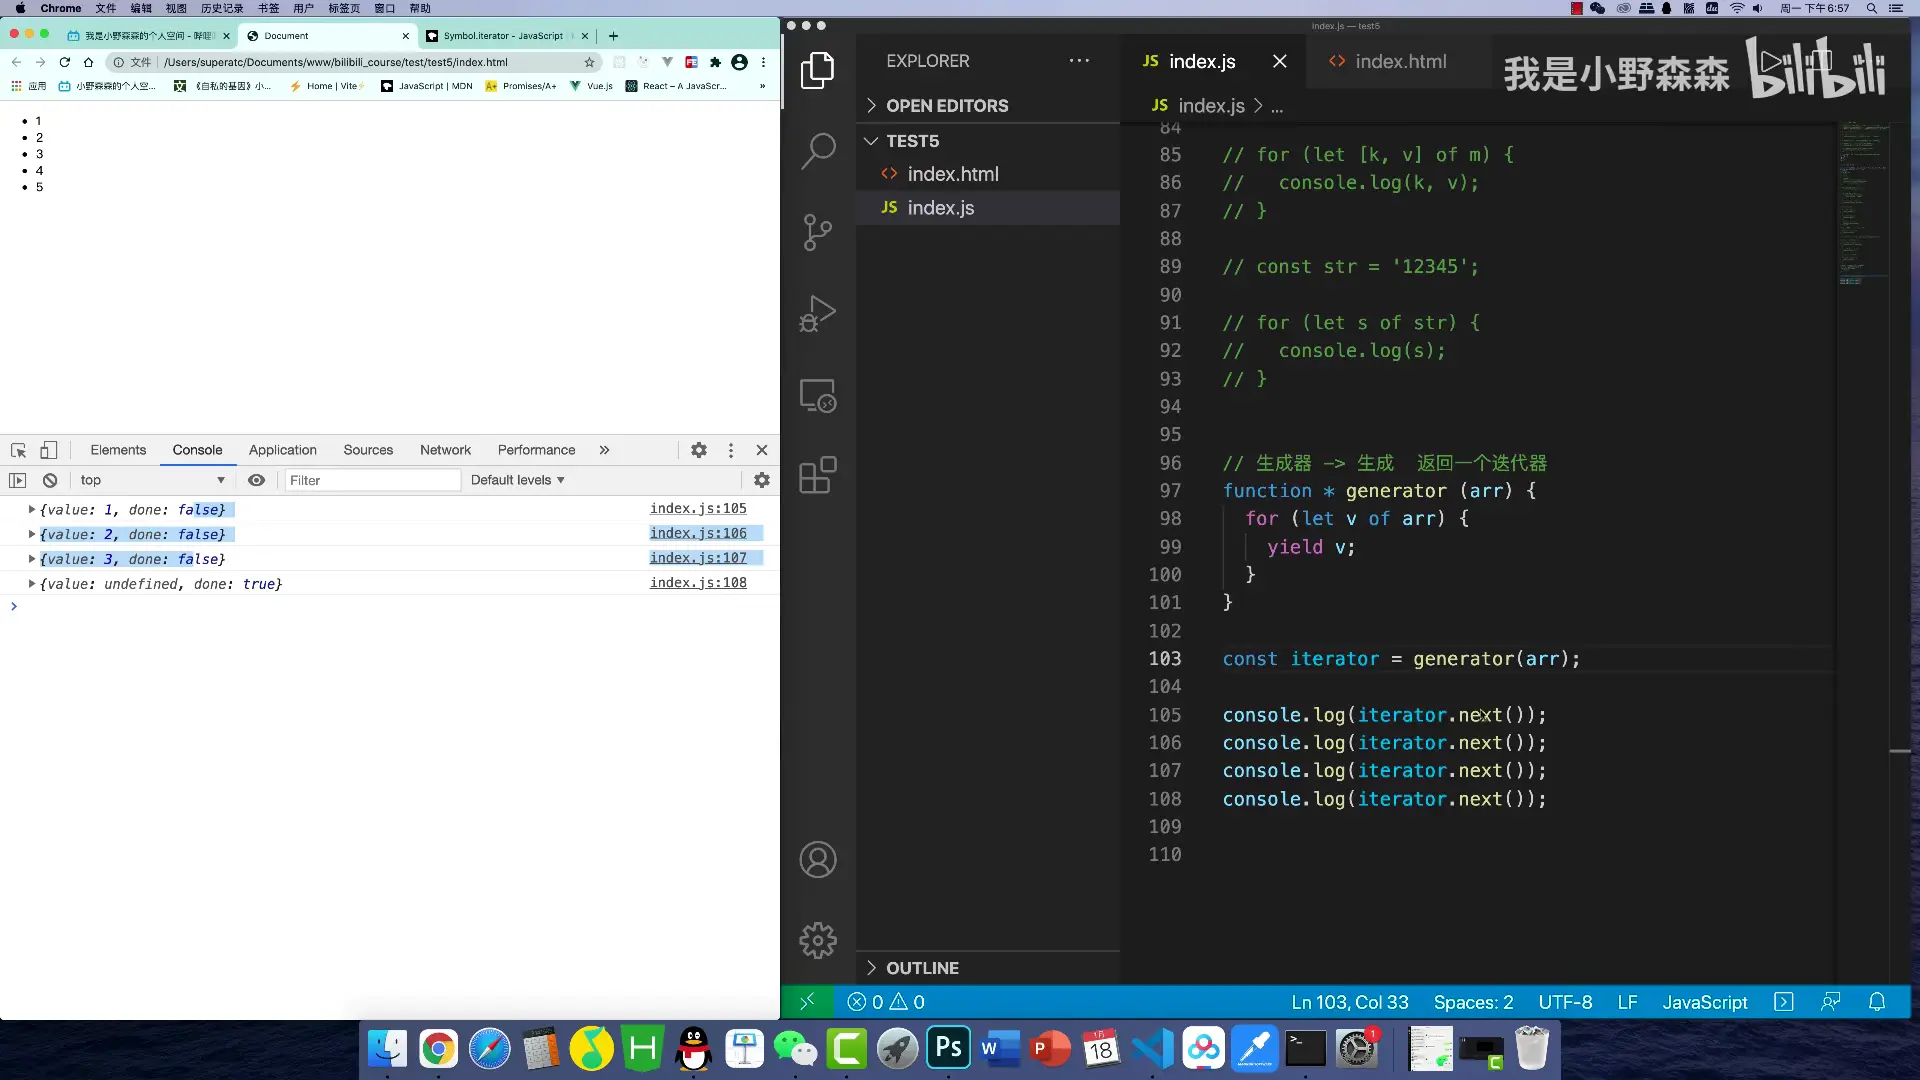 Chrome 文件 编辑 视图 历史记录 书签 用户 标签页 窗口 帮助
周一 下午6:57
我是小野森森的个人空间 - 哔哩
Document
Symbol.iterator - JavaScript
文件 /Users/superatc/Documents/www/bilibili_course/test/test5/index.html
应用
小野森森的个人空...
《自私的基因》小...
Home | Vite
JavaScript | MDN
Promises/A+
Vue.js
React – A JavaScr...
»
1
2
3
4
5
Elements Console Application Sources Network Performance »
top
Filter
Default levels ▼
{value: 1, done: false} index.js:105
{value: 2, done: false} index.js:106
{value: 3, done: false} index.js:107
{value: undefined, done: true} index.js:108
>
index.js — test5
EXPLORER ···
OPEN EDITORS
TEST5
<> index.html
JS index.js
OUTLINE
JS index.js
<> index.html
我是小野森森 bilibili
JS index.js > ...
84
85 // for (let [k, v] of m) {
86 //   console.log(k, v);
87 // }
88
89 // const str = '12345';
90
91 // for (let s of str) {
92 //   console.log(s);
93 // }
94
95
96 // 生成器 -> 生成  返回一个迭代器
97 function * generator (arr) {
98   for (let v of arr) {
99     yield v;
100   }
101 }
102
103 const iterator = generator(arr);
104
105 console.log(iterator.next());
106 console.log(iterator.next());
107 console.log(iterator.next());
108 console.log(iterator.next());
109
110
0 0
Ln 103, Col 33 Spaces: 2 UTF-8 LF JavaScript
H
Ps
W
P
18
>_
1